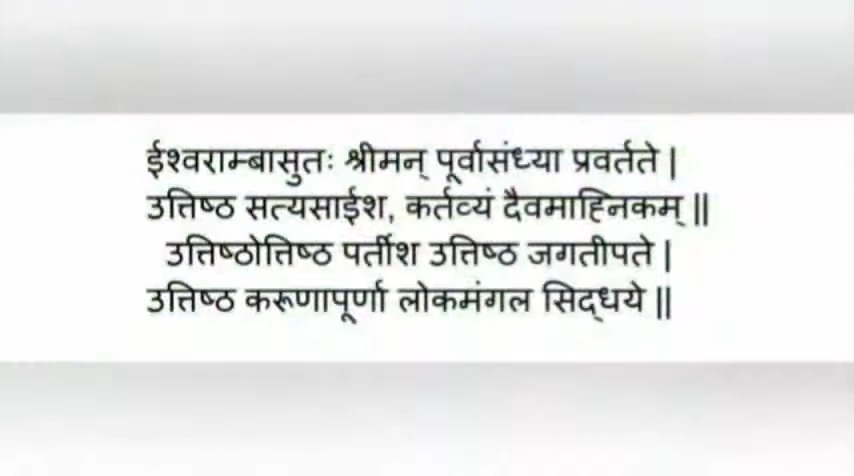 ईश्वराम्बासुतः श्रीमन् पूर्वासंध्या प्रवर्तते |
उत्तिष्ठ सत्यसाईश, कर्तव्यं दैवमाह्निकम् ||
उत्तिष्ठोत्तिष्ठ पर्तीश उत्तिष्ठ जगतीपते |
उत्तिष्ठ करूणापूर्णा लोकमंगल सिद्धये ||